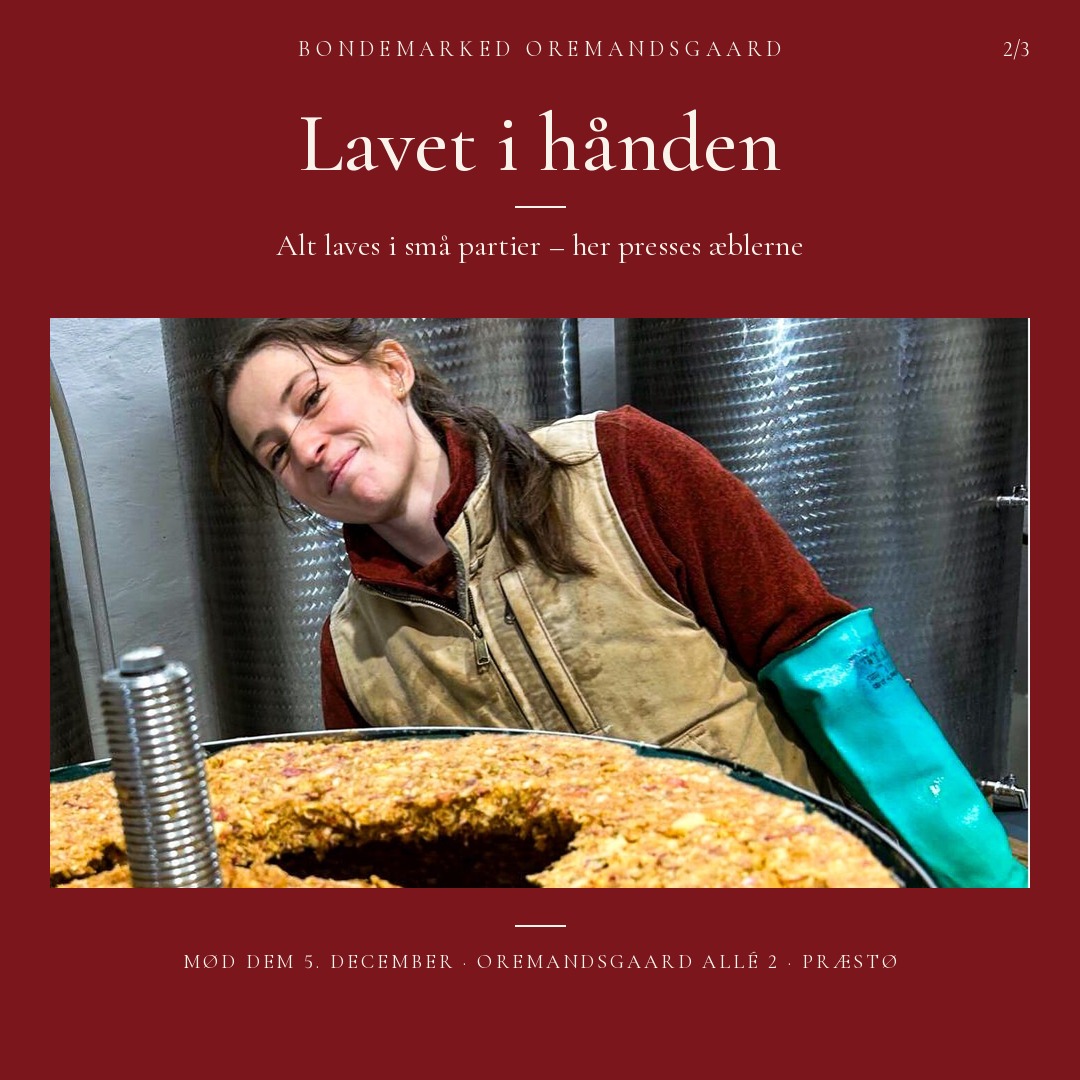 BONDEMARKED OREMANDSGAARD
2/3
Lavet i hånden
Alt laves i små partier – her presses æblerne
MØD DEM 5. DECEMBER · OREMANDSGAARD ALLÉ 2 · PRÆSTØ